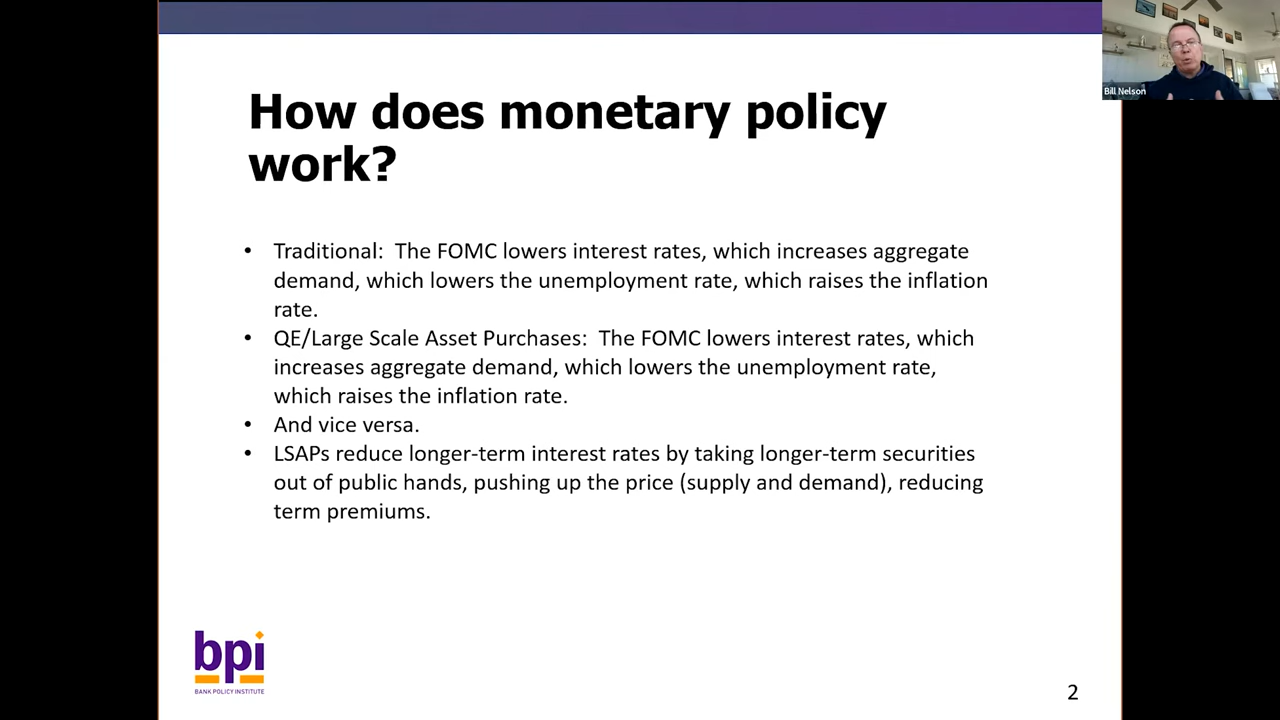 Bill Nelson
How does monetary policy
work?
• Traditional:  The FOMC lowers interest rates, which increases aggregate
demand, which lowers the unemployment rate, which raises the inflation
rate.
• QE/Large Scale Asset Purchases:  The FOMC lowers interest rates, which
increases aggregate demand, which lowers the unemployment rate,
which raises the inflation rate.
• And vice versa.
• LSAPs reduce longer-term interest rates by taking longer-term securities
out of public hands, pushing up the price (supply and demand), reducing
term premiums.
bpi
BANK POLICY INSTITUTE
2